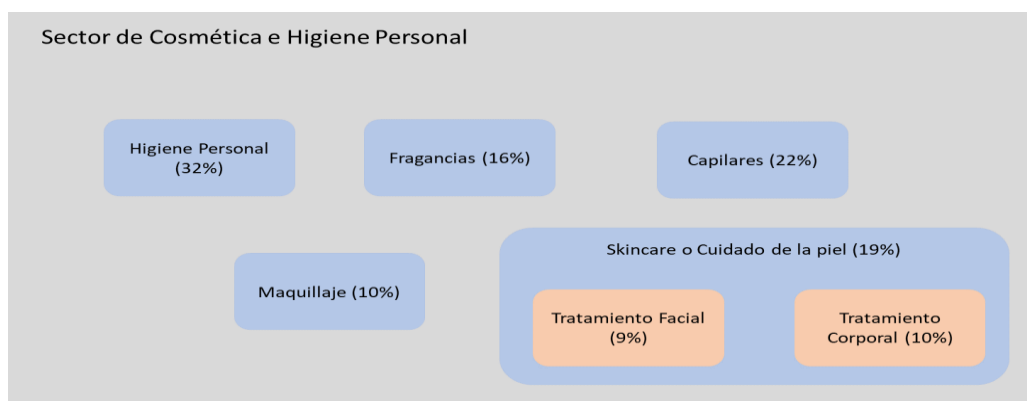 Sector de Cosmética e Higiene Personal
Higiene Personal
(32%)
Fragancias (16%)
Capilares (22%)
Maquillaje (10%)
Skincare o Cuidado de la piel (19%)
Tratamiento Facial
(9%)
Tratamiento
Corporal (10%)